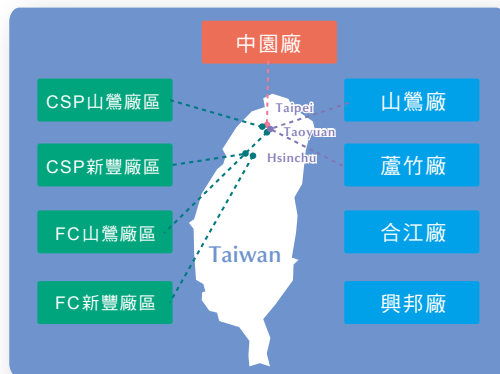 中園廠
CSP山鶯廠區
Taipei
山鶯廠
Taoyuan
CSP新豐廠區
Hsinchu
蘆竹廠
FC山鶯廠區
Taiwan
合江廠
FC新豐廠區
興邦廠